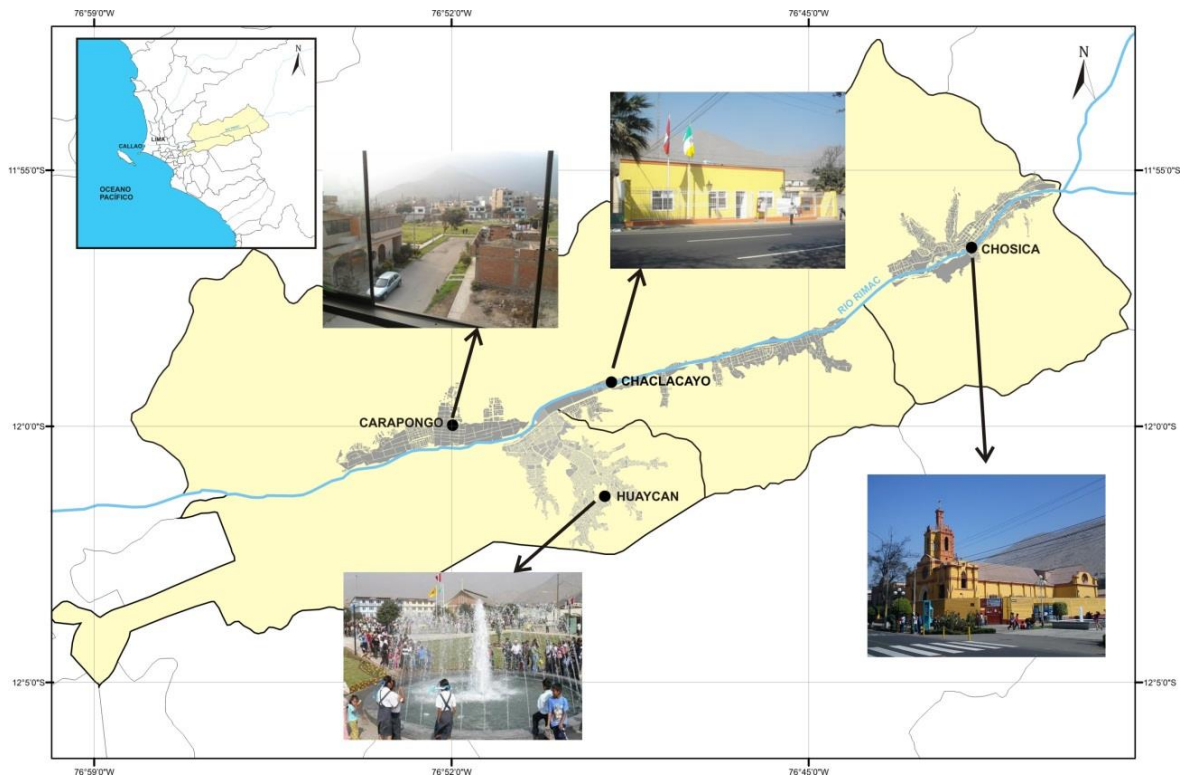 76°59'0"W
76°52'0"W
76°45'0"W
N
LIMA
CALLAO
OCEANO
PACÍFICO
N
11°55'0"S
11°55'0"S
CHOSICA
RIO RIMAC
CHACLACAYO
CARAPONGO
12°0'0"S
12°0'0"S
HUAYCAN
12°5'0"S
12°5'0"S
76°59'0"W
76°52'0"W
76°45'0"W